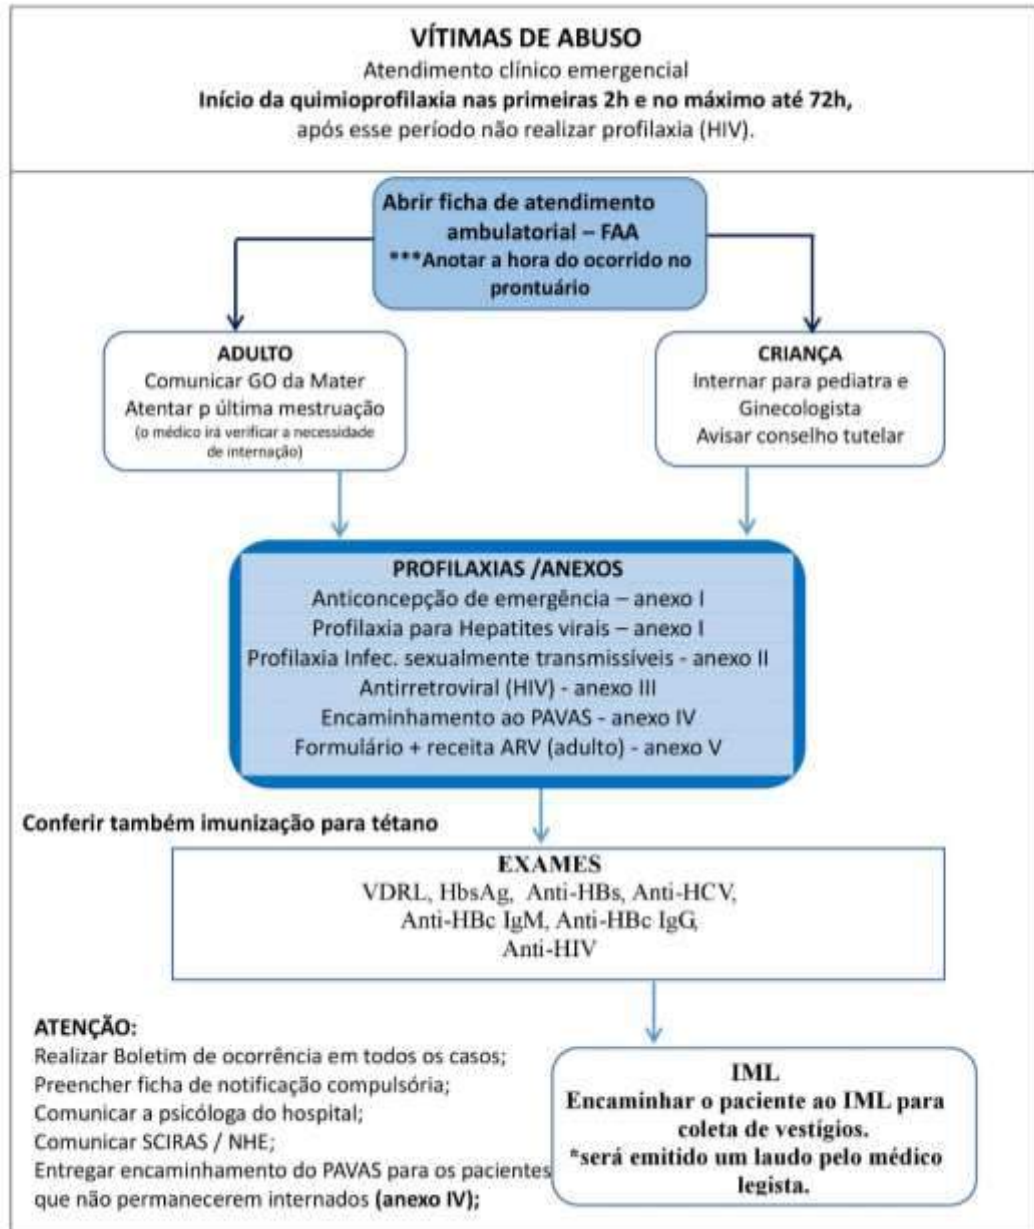 VÍTIMAS DE ABUSO
Atendimento clínico emergencial
Início da quimioprofilaxia nas primeiras 2h e no máximo até 72h,
após esse período não realizar profilaxia (HIV).
Abrir ficha de atendimento
ambulatorial – FAA
***Anotar a hora do ocorrido no
prontuário
ADULTO
Comunicar GO da Mater
Atentar p última mestruação
(o médico irá verificar a necessidade
de internação)
CRIANÇA
Internar para pediatra e
Ginecologista
Avisar conselho tutelar
PROFILAXIAS /ANEXOS
Anticoncepção de emergência – anexo I
Profilaxia para Hepatites virais – anexo I
Profilaxia Infec. sexualmente transmissíveis - anexo II
Antirretroviral (HIV) - anexo III
Encaminhamento ao PAVAS - anexo IV
Formulário + receita ARV (adulto) - anexo V
Conferir também imunização para tétano
EXAMES
VDRL, HbsAg, Anti-HBs, Anti-HCV,
Anti-HBc IgM, Anti-HBc IgG,
Anti-HIV
ATENÇÃO:
Realizar Boletim de ocorrência em todos os casos;
Preencher ficha de notificação compulsória;
Comunicar a psicóloga do hospital;
Comunicar SCIRAS / NHE;
Entregar encaminhamento do PAVAS para os pacientes
que não permanecerem internados (anexo IV);
IML
Encaminhar o paciente ao IML para
coleta de vestígios.
*será emitido um laudo pelo médico
legista.